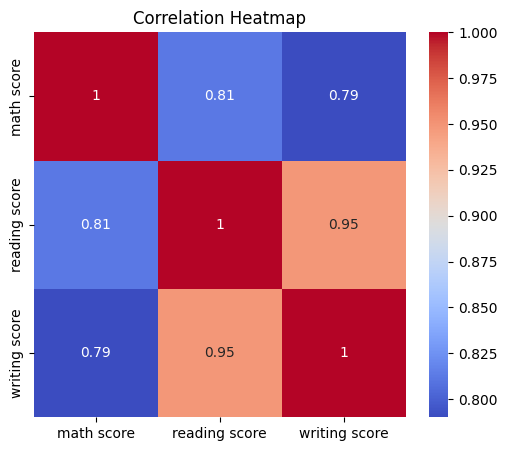 Correlation Heatmap
math score
1
0.81
0.79
reading score
0.81
1
0.95
writing score
0.79
0.95
1
math score
reading score
writing score
1.000
0.975
0.950
0.925
0.900
0.875
0.850
0.825
0.800